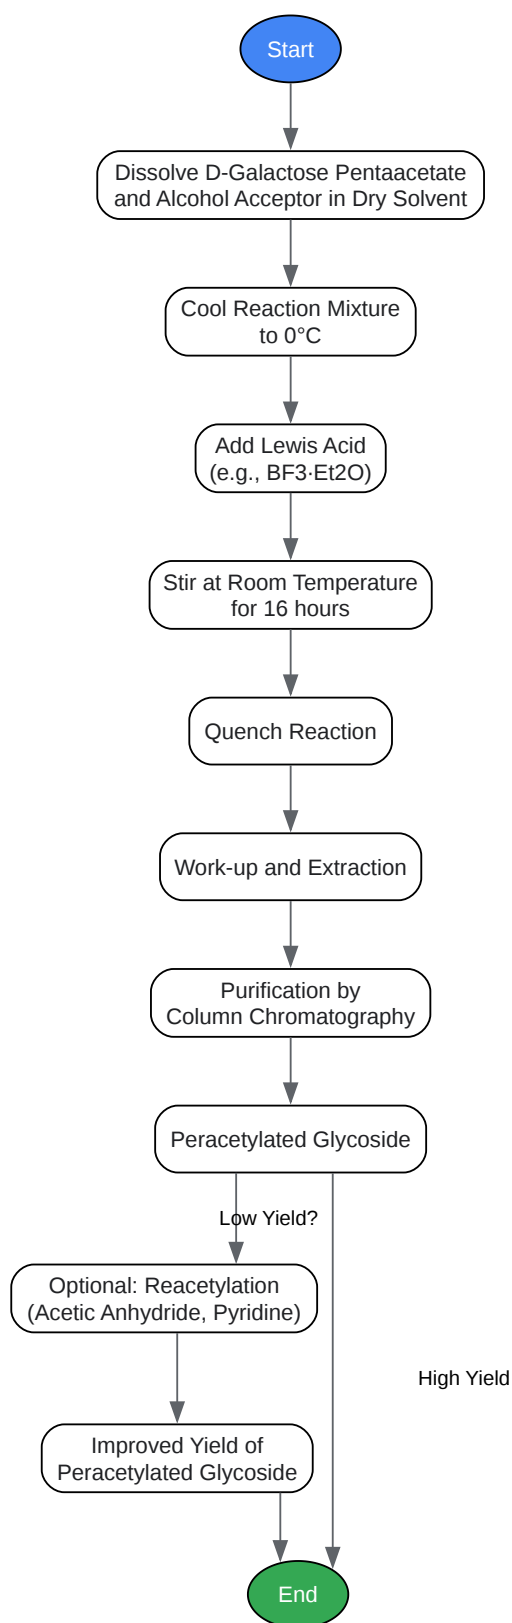 Start
Dissolve D-Galactose Pentaacetate
and Alcohol Acceptor in Dry Solvent
Cool Reaction Mixture
to 0°C
Add Lewis Acid
(e.g., BF3·Et2O)
Stir at Room Temperature
for 16 hours
Quench Reaction
Work-up and Extraction
Purification by
Column Chromatography
Peracetylated Glycoside
Low Yield?
Optional: Reacetylation
(Acetic Anhydride, Pyridine)
High Yield
Improved Yield of
Peracetylated Glycoside
End